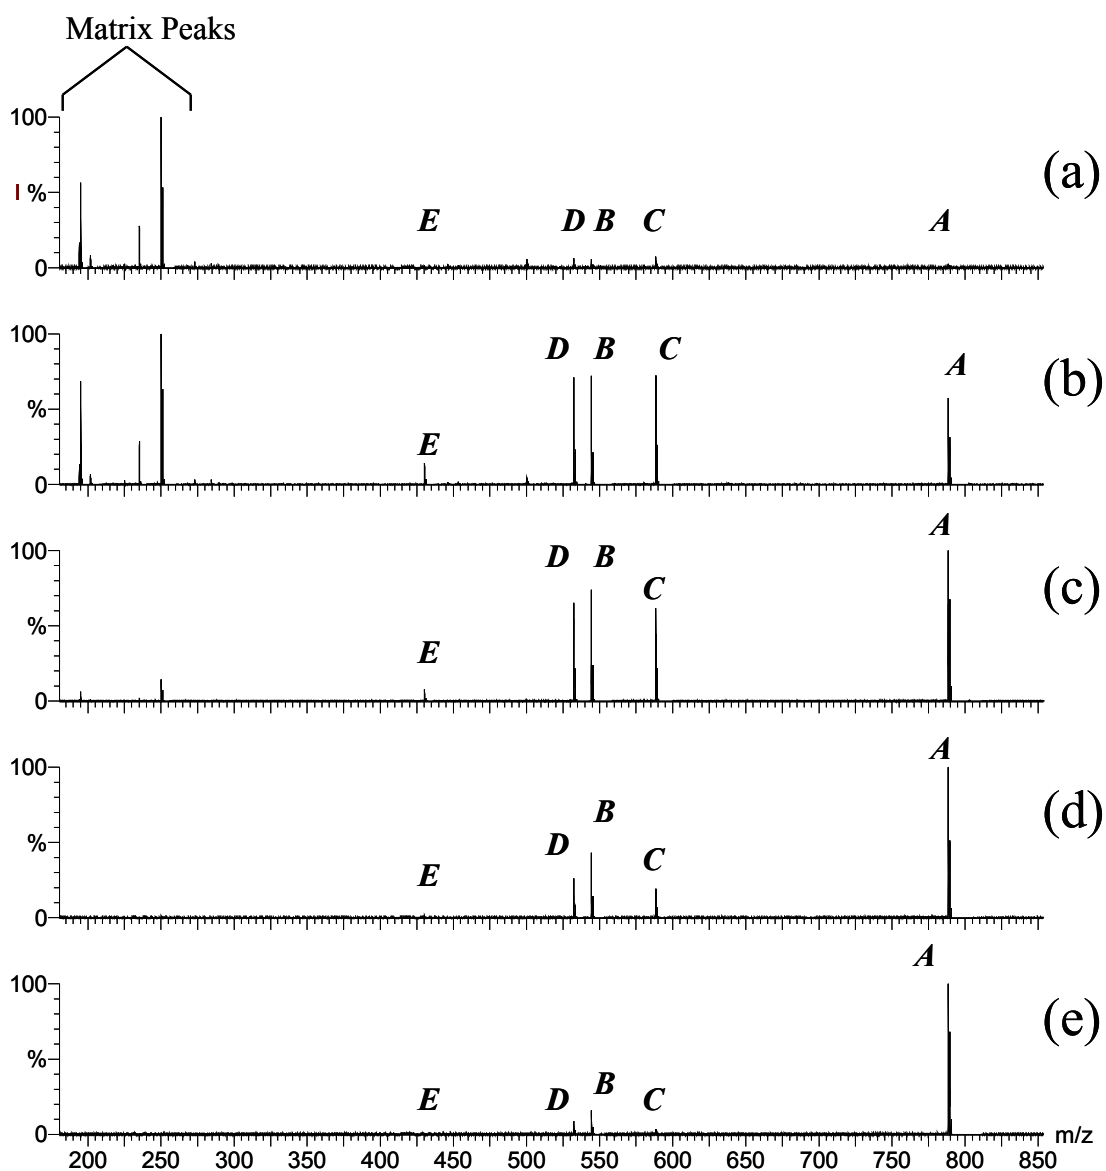 Matrix Peaks
100
(a)
I %
E D B C A
0
100
D B C A
(b)
%
E
0
A
100
D B
(c)
C
%
E
0
A
100
(d)
B
%
D C
E
0
A
100
(e)
%
B
E D C
0
m/z
200 250 300 350 400 450 500 550 600 650 700 750 800 850